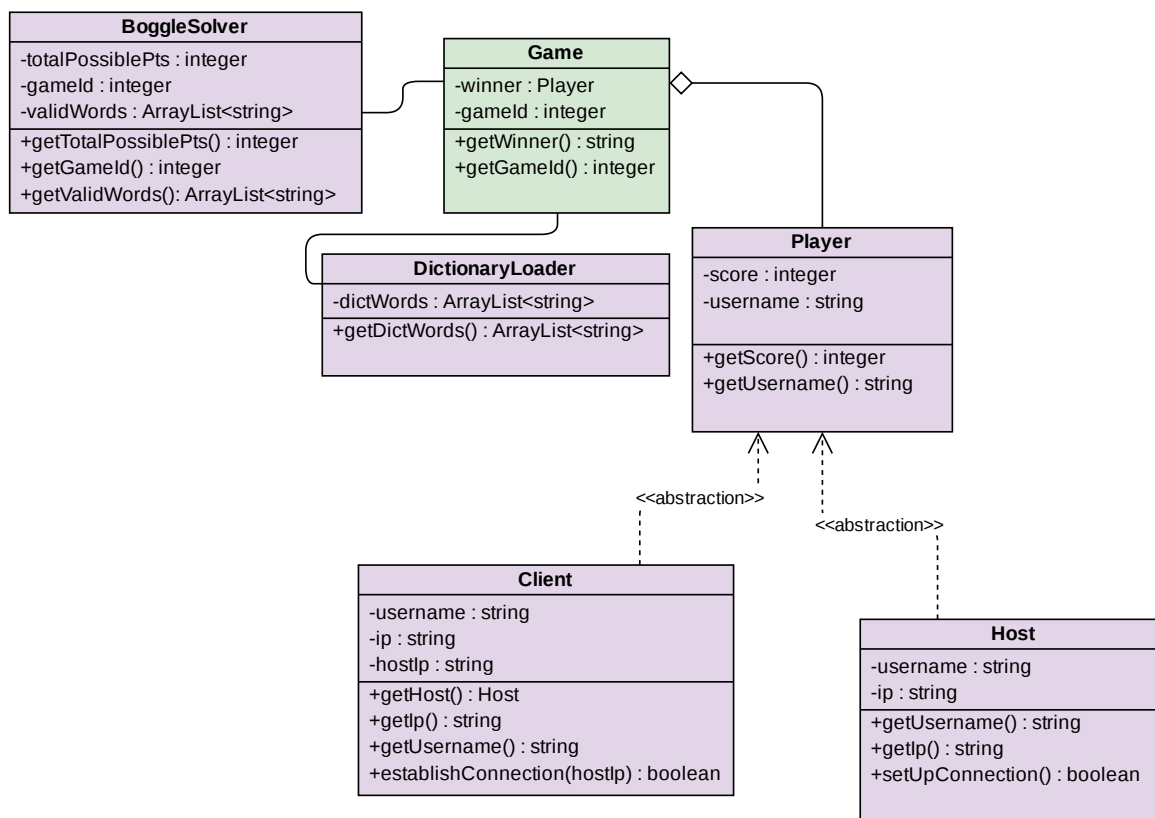 BoggleSolver
-totalPossiblePts : integer
-gameId : integer
-validWords : ArrayList<string>
+getTotalPossiblePts() : integer
+getGameId() : integer
+getValidWords(): ArrayList<string>
Game
-winner : Player
-gameId : integer
+getWinner() : string
+getGameId() : integer
DictionaryLoader
-dictWords : ArrayList<string>
+getDictWords() : ArrayList<string>
Player
-score : integer
-username : string
+getScore() : integer
+getUsername() : string
<<abstraction>>
<<abstraction>>
Client
-username : string
-ip : string
-hostIp : string
+getHost() : Host
+getIp() : string
+getUsername() : string
+establishConnection(hostIp) : boolean
Host
-username : string
-ip : string
+getUsername() : string
+getIp() : string
+setUpConnection() : boolean